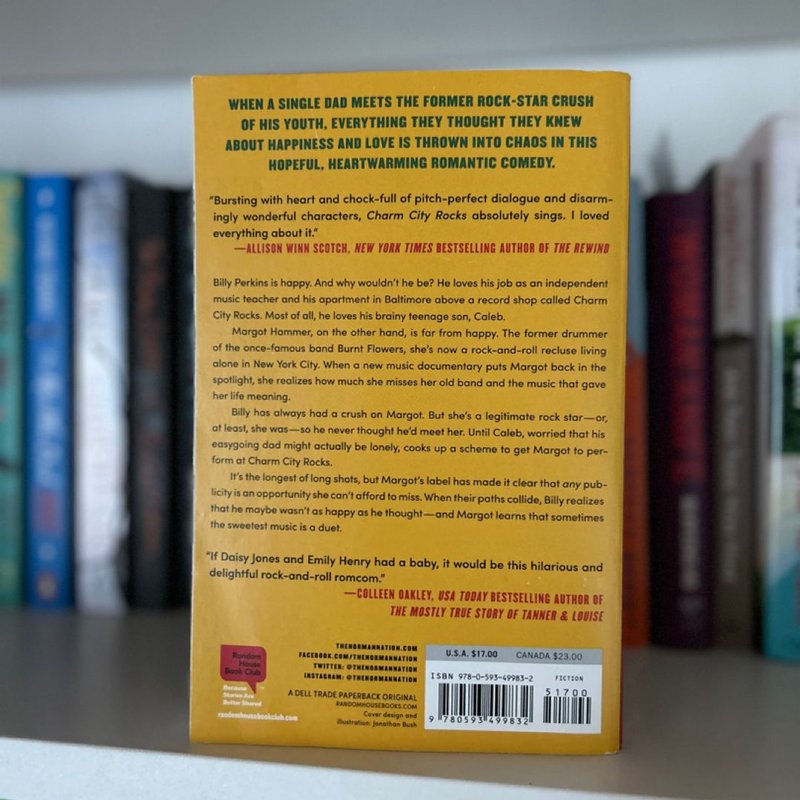 WHEN A SINGLE DAD MEETS THE FORMER ROCK-STAR CRUSH
OF HIS YOUTH, EVERYTHING THEY THOUGHT THEY KNEW
ABOUT HAPPINESS AND LOVE IS THROWN INTO CHAOS IN THIS
HOPEFUL, HEARTWARMING ROMANTIC COMEDY.
"Bursting with heart and chock-full of pitch-perfect dialogue and disarm-
ingly wonderful characters, Charm City Rocks absolutely sings. I loved
everything about it."
—ALLISON WINN SCOTCH, NEW YORK TIMES BESTSELLING AUTHOR OF THE REWIND
Billy Perkins is happy. And why wouldn't he be? He loves his job as an independent
music teacher and his apartment in Baltimore above a record shop called Charm
City Rocks. Most of all, he loves his brainy teenage son, Caleb.
Margot Hammer, on the other hand, is far from happy. The former drummer
of the once-famous band Burnt Flowers, she's now a rock-and-roll recluse living
alone in New York City. When a new music documentary puts Margot back in the
spotlight, she realizes how much she misses her old band and the music that gave
her life meaning.
Billy has always had a crush on Margot. But she's a legitimate rock star—or,
at least, she was—so he never thought he'd meet her. Until Caleb, worried that his
easygoing dad might actually be lonely, cooks up a scheme to get Margot to per-
form at Charm City Rocks.
It's the longest of long shots, but Margot's label has made it clear that any pub-
licity is an opportunity she can't afford to miss. When their paths collide, Billy realizes
that he maybe wasn't as happy as he thought—and Margot learns that sometimes
the sweetest music is a duet.
"If Daisy Jones and Emily Henry had a baby, it would be this hilarious and
delightful rock-and-roll romcom."
—COLLEEN OAKLEY, USA TODAY BESTSELLING AUTHOR OF
THE MOSTLY TRUE STORY OF TANNER & LOUISE
Random
House
Book Club
Because
Stories Are
Better Shared
randomhousebookclub.com
THENORMANNATION.COM
FACEBOOK.COM/THENORMANNATION
TWITTER: @THENORMANNATION
INSTAGRAM: @THENORMANNATION
A DELL TRADE PAPERBACK ORIGINAL
RANDOMHOUSEBOOKS.COM
Cover design and
illustration: Jonathan Bush
U.S.A. $17.00 CANADA $23.00
ISBN 978-0-593-49983-2 FICTION
51700
9 780593 499832